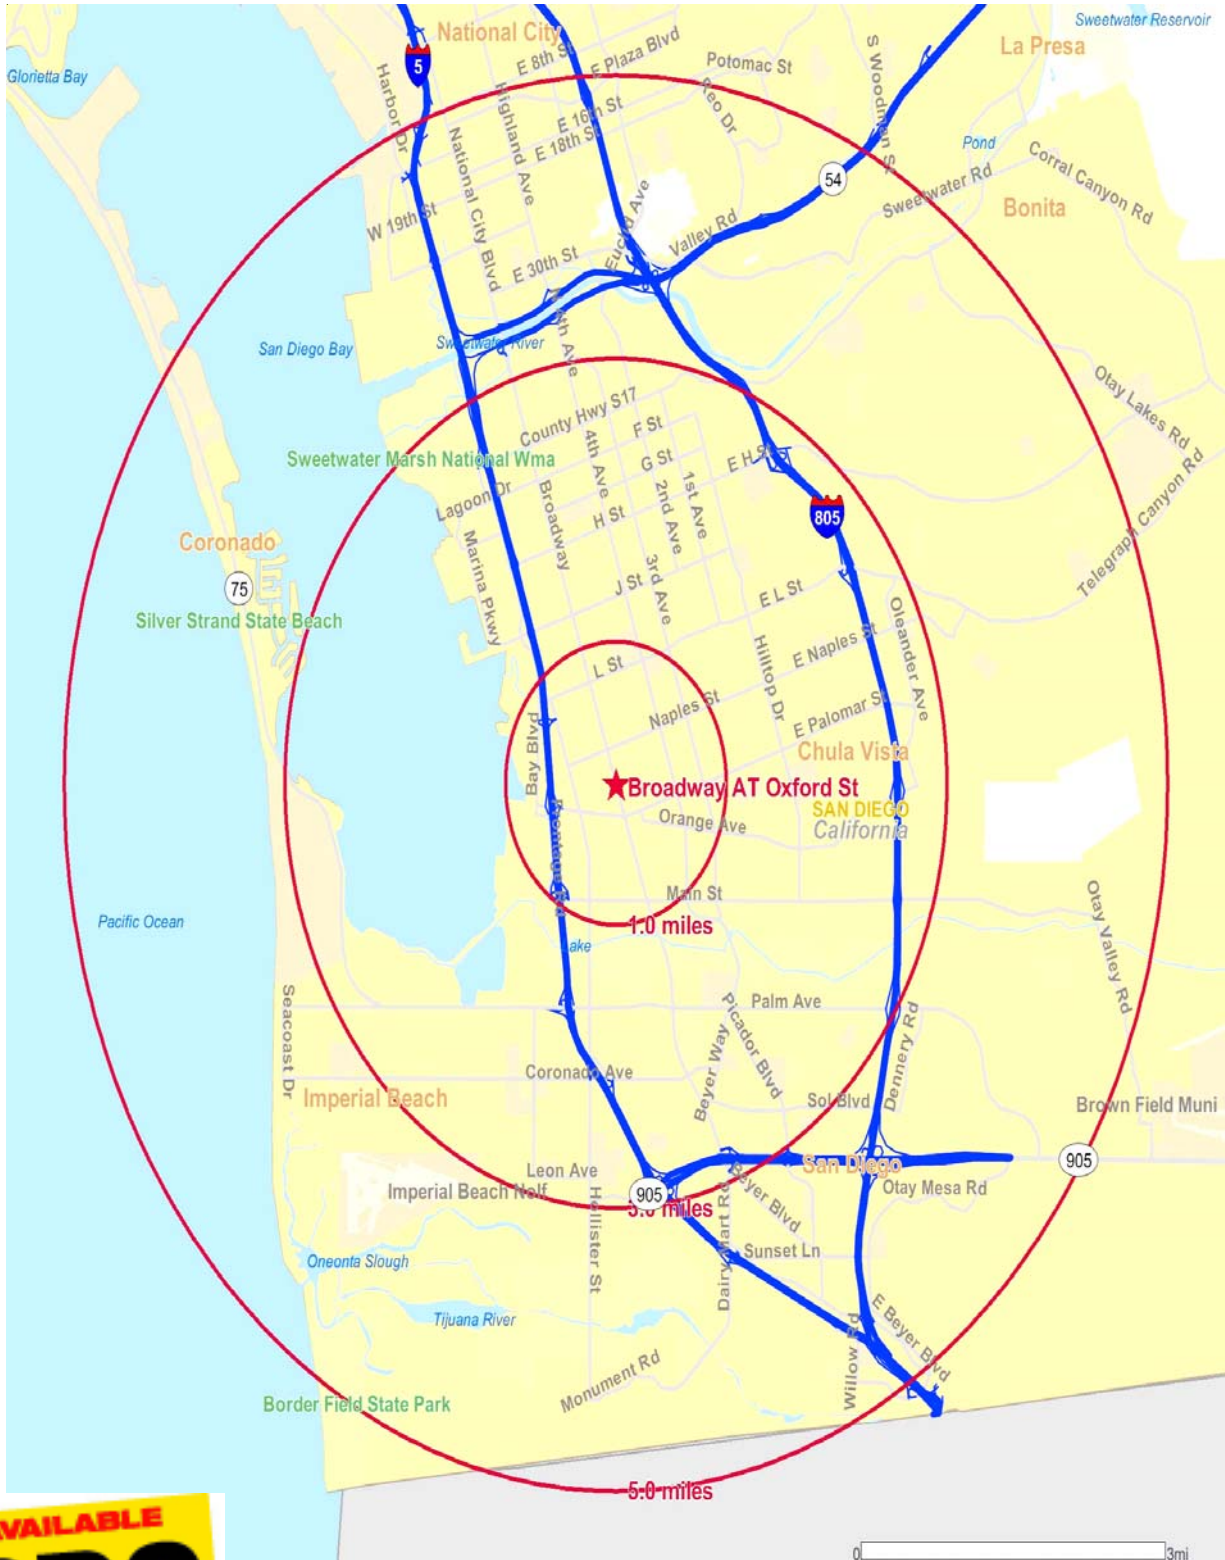 Sweetwater Reservoir
National City
La Presa
5
E 8th St
E Plaza Blvd
Potomac St
S Woodman St
Glorietta Bay
Harbor Dr
Highland Ave
Reo Dr
E 16th St
E 18th St
National City Blvd
Pond
Corral Canyon Rd
54
Sweetwater Rd
Bonita
W 19th St
Euclid Ave
Valley Rd
E 30th St
N 4th Ave
San Diego Bay
Sweetwater River
County Hwy S17
F St
Otay Lakes Rd
Sweetwater Marsh National Wma
4th Ave
G St
E H St
1st Ave
2nd Ave
Lagoon Dr
Broadway
H St
805
Telegraph Canyon Rd
Coronado
Marina Pkwy
75
J St
3rd Ave
E L St
Silver Strand State Beach
Oleander Ave
E Naples St
L St
Hilltop Dr
Naples St
E Palomar St
Bay Blvd
Chula Vista
Broadway AT Oxford St
SAN DIEGO
California
Orange Ave
Frontage Rd
Main St
Otay Valley Rd
Pacific Ocean
1.0 miles
Lake
Seacoast Dr
Palm Ave
Picador Blvd
Dennery Rd
Beyer Way
Coronado Ave
Imperial Beach
Sol Blvd
Brown Field Muni
San Diego
905
Leon Ave
Imperial Beach Nolf
905
Otay Mesa Rd
3.0 miles
Beyer Blvd
Hollister St
Dairy Mart Rd
Sunset Ln
Oneonta Slough
Tijuana River
Willow Rd
E Beyer Blvd
Monument Rd
Border Field State Park
5.0 miles
AVAILABLE
0
3mi